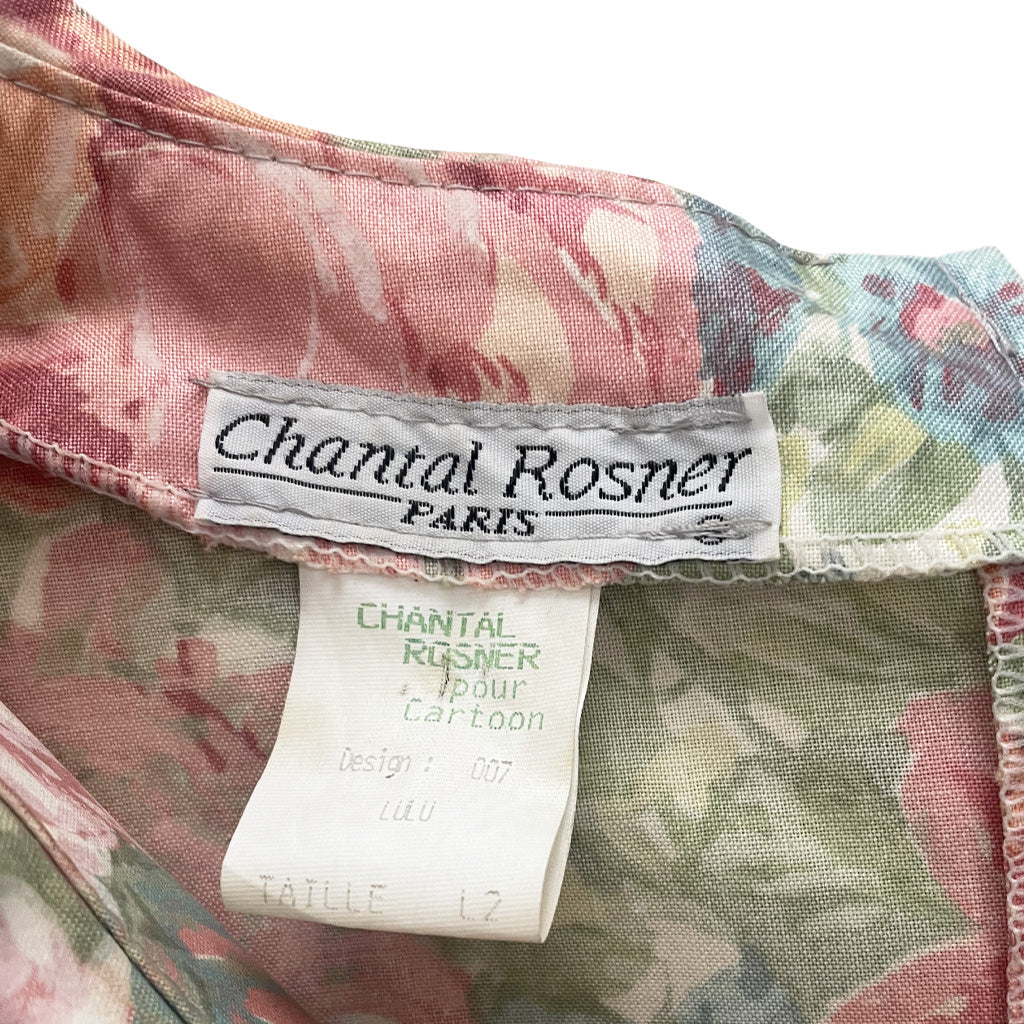 Chantal Rosner
PARIS
CHANTAL
ROSNER
pour
Cartoon
Design : 007
LULU
TAILLE L2